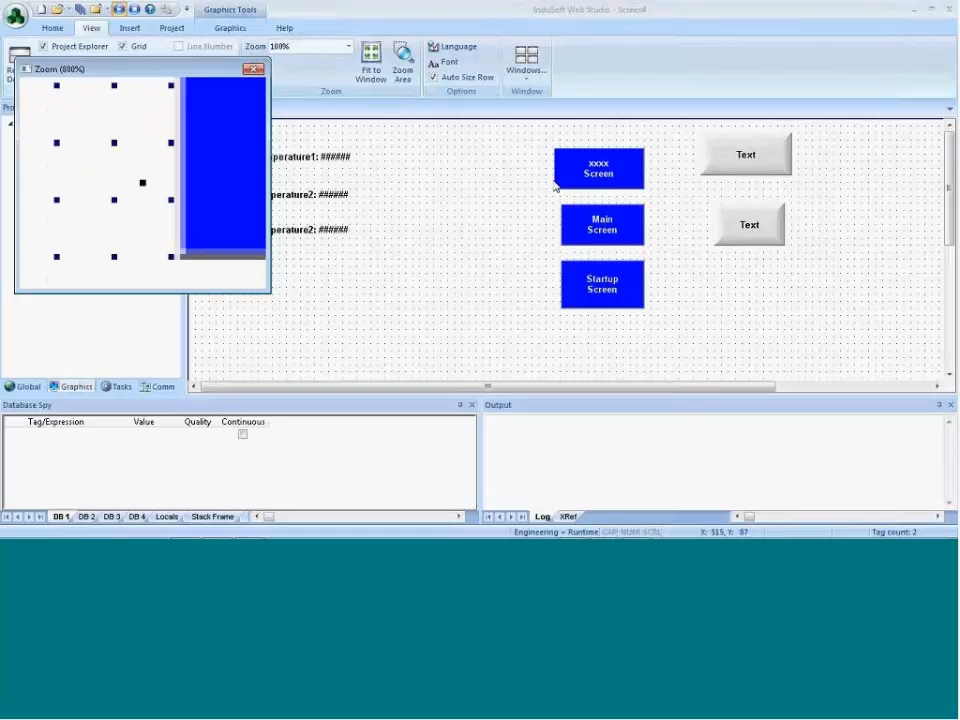 Graphics Tools
InduSoft Web Studio - Screen4
Home View Insert Project Graphics Help
Project Explorer Grid Line Number Zoom 100%
Fit to Window
Zoom Area
Language
Font
Auto Size Row
Windows...
Zoom Options Window
Zoom (800%)
perature1: ######
perature2: ######
perature2: ######
xxxx
Screen
Main
Screen
Startup
Screen
Text
Text
Global Graphics Tasks Comm
Database Spy
Output
Tag/Expression Value Quality Continuous
DB 1 DB 2 DB 3 DB 4 Locals Stack Frame
Log XRef
Engineering + Runtime CAP NUM SCRL X: 515, Y: 87 Tag count: 2